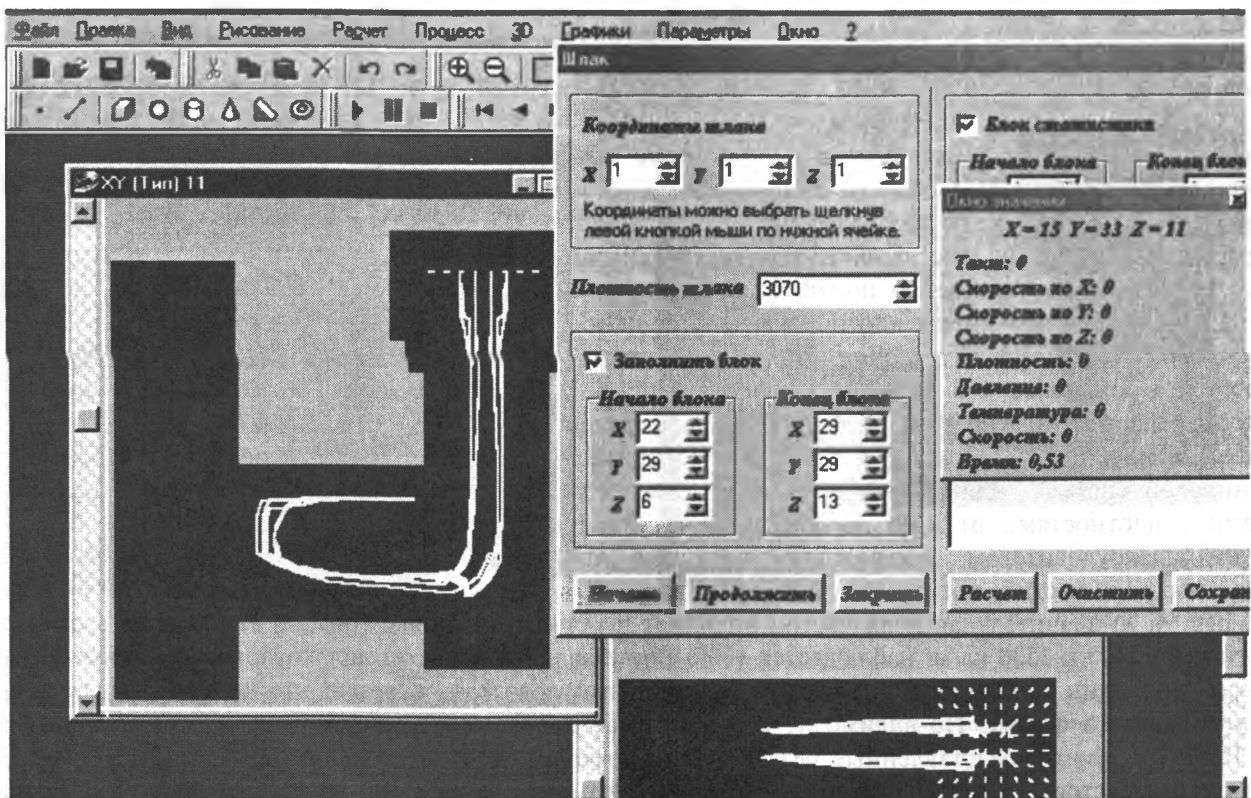 Файл Правка Вид Рисование Расчет Процесс 3D Графики Параметры Окно ?
Шлак
XY (Тип) 11
Координаты шлака
X 1 Y 1 Z 1
Координаты можно выбрать щелкнув
левой кнопкой мыши по нужной ячейке.
Плотность шлака 3070
Заполнить блок
Начало блока
X 22
Y 29
Z 6
Конец блока
X 29
Y 29
Z 13
Начать Продолжить Закрыть
Блок статистики
Начало блока Конец блока
Окно значений
X = 15 Y = 33 Z = 11
Такт: 0
Скорость по X: 0
Скорость по Y: 0
Скорость по Z: 0
Плотность: 0
Давление: 0
Температура: 0
Скорость: 0
Время: 0,53
Расчет Очистить Сохран